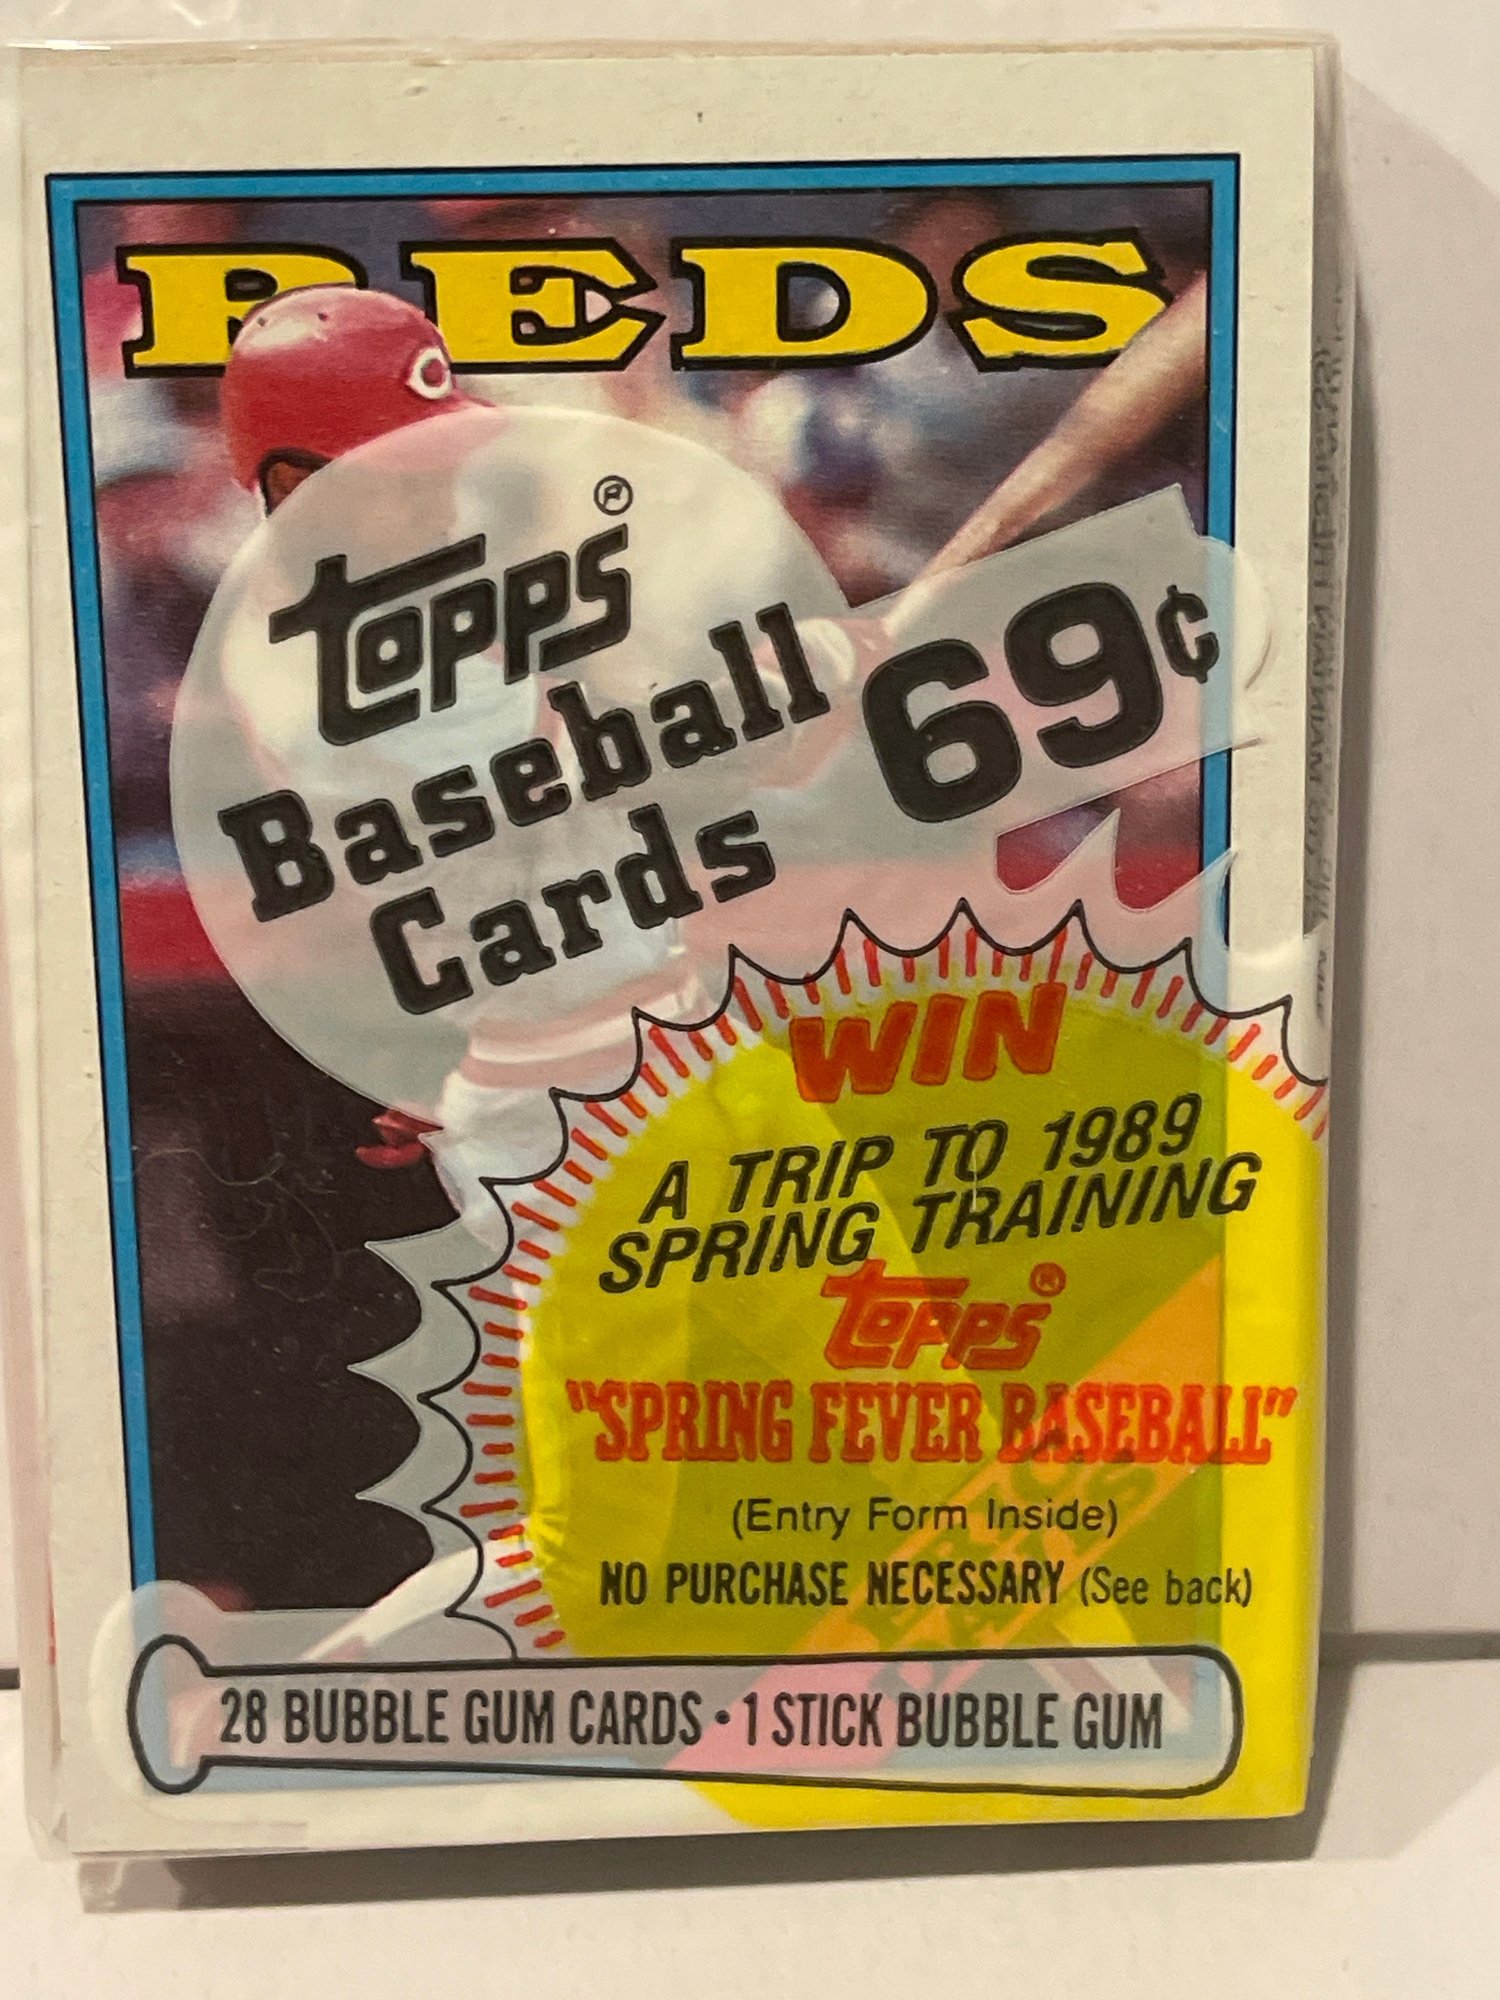 REDS
topps®
Baseball
Cards
69¢
WIN
A TRIP TO 1989
SPRING TRAINING
topps®
"SPRING FEVER BASEBALL"
(Entry Form Inside)
NO PURCHASE NECESSARY (See back)
28 BUBBLE GUM CARDS • 1 STICK BUBBLE GUM